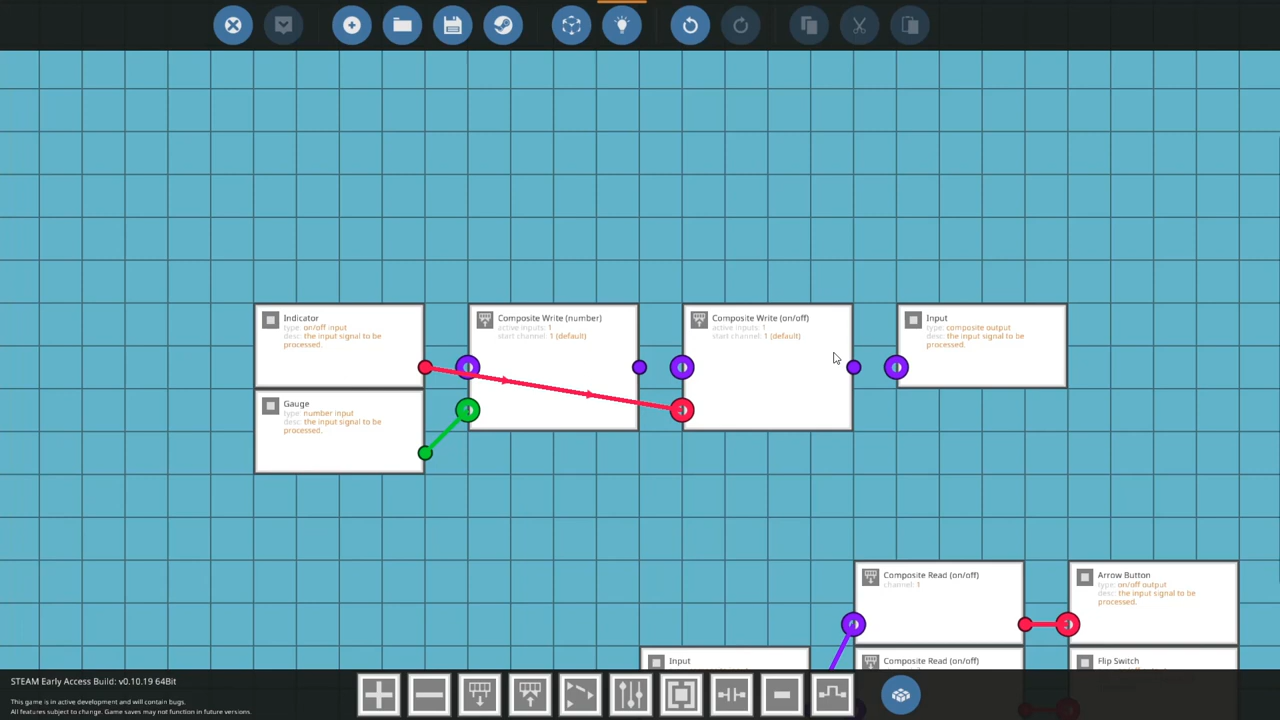 Indicator
type: on/off input
desc: the input signal to be
processed.
Composite Write (number)
active inputs: 1
start channel: 1 (default)
Composite Write (on/off)
active inputs: 1
start channel: 1 (default)
Input
type: composite output
desc: the input signal to be
processed.
Gauge
type: number input
desc: the input signal to be
processed.
Composite Read (on/off)
channel: 1
Arrow Button
type: on/off output
desc: the input signal to be
processed.
Input
Composite Read (on/off)
Flip Switch
STEAM Early Access Build: v0.10.19 64Bit
This game is in active development and will contain bugs.
All features subject to change. Game saves may not function in future versions.